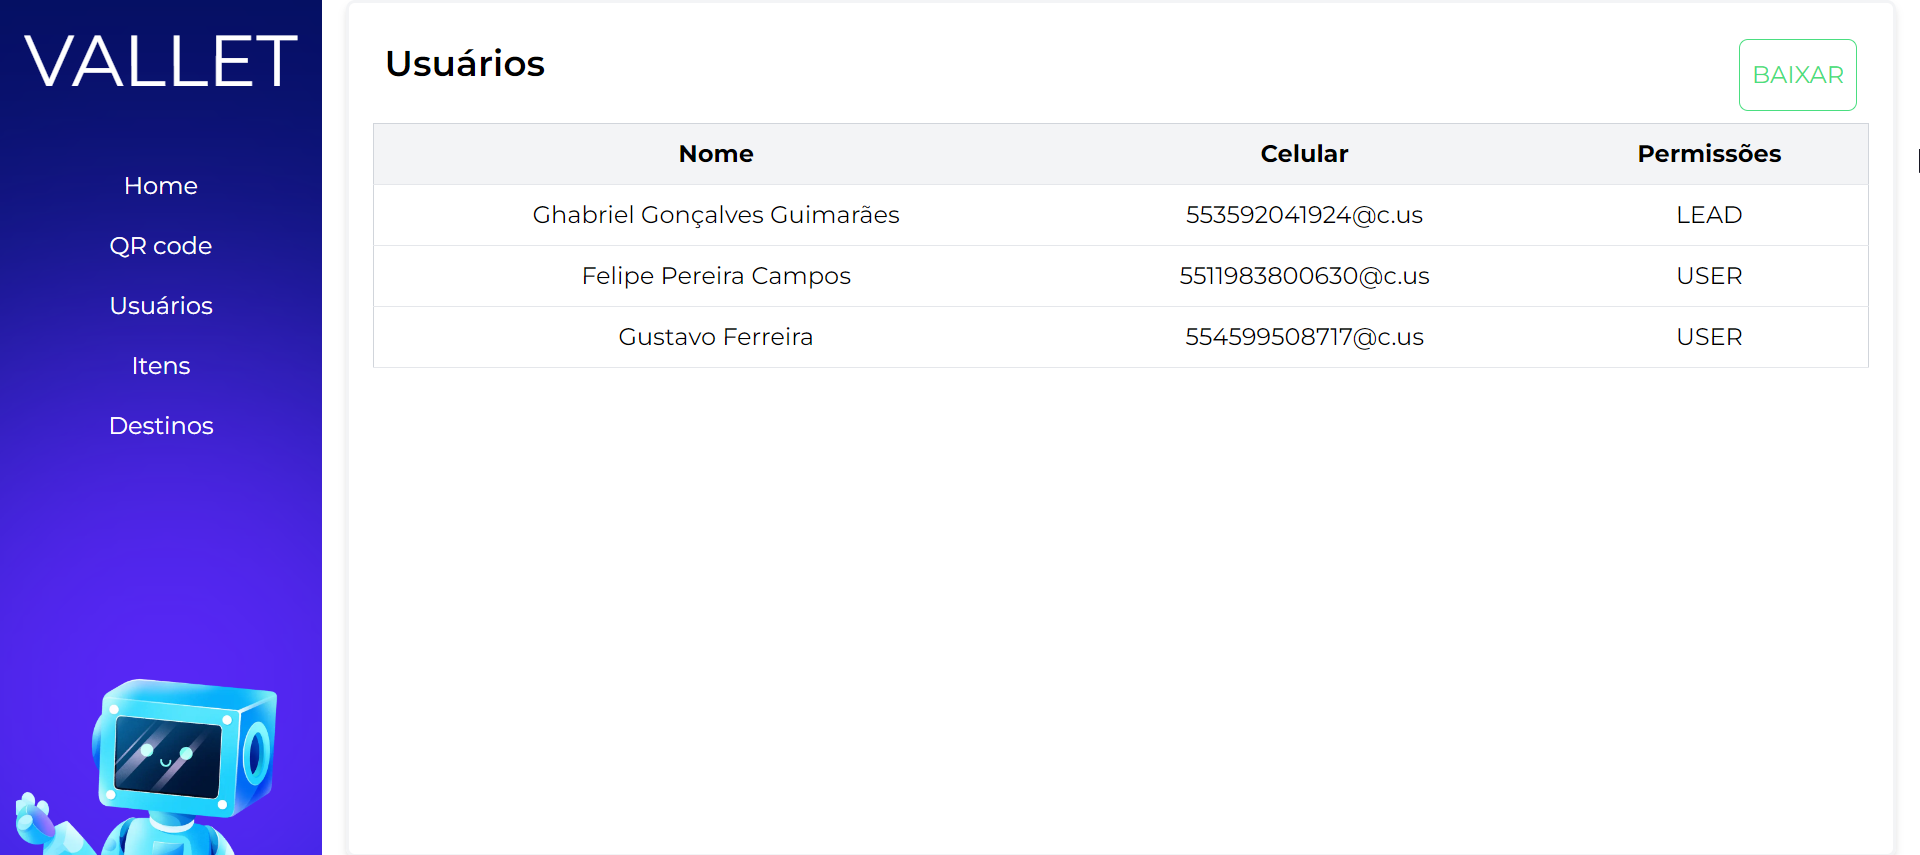 VALLET
Home
QR code
Usuários
Itens
Destinos
Usuários
BAIXAR
Nome Celular Permissões
Ghabriel Gonçalves Guimarães 553592041924@c.us LEAD
Felipe Pereira Campos 5511983800630@c.us USER
Gustavo Ferreira 554599508717@c.us USER